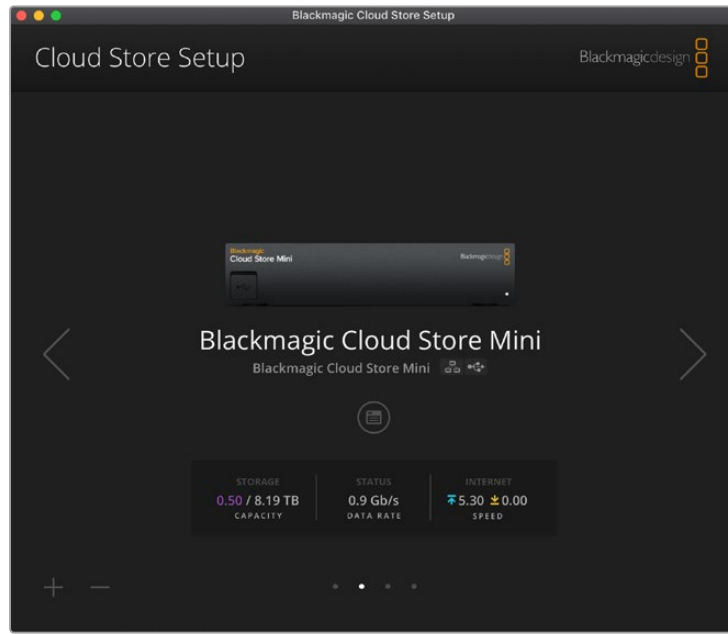 Blackmagic Cloud Store Setup
Cloud Store Setup
Blackmagicdesign
Blackmagic
Cloud Store Mini
Blackmagicdesign
Blackmagic Cloud Store Mini
Blackmagic Cloud Store Mini
STORAGE STATUS INTERNET
0.50 / 8.19 TB 0.9 Gb/s 5.30 0.00
CAPACITY DATA RATE SPEED